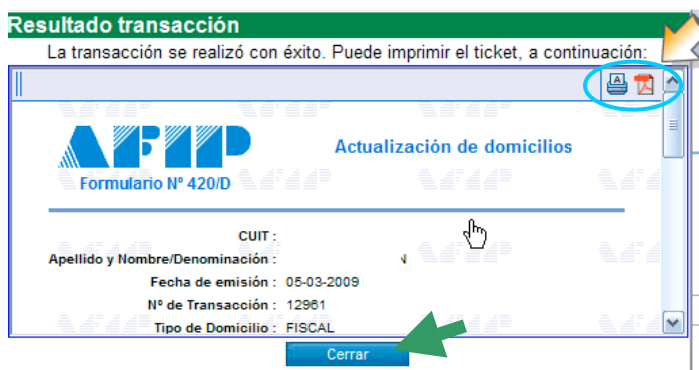 Resultado transacción
La transacción se realizó con éxito. Puede imprimir el ticket, a continuación:
AFIP
Actualización de domicilios
Formulario Nº 420/D
CUIT :
Apellido y Nombre/Denominación :
Fecha de emisión : 05-03-2009
Nº de Transacción : 12961
Tipo de Domicilio : FISCAL
Cerrar